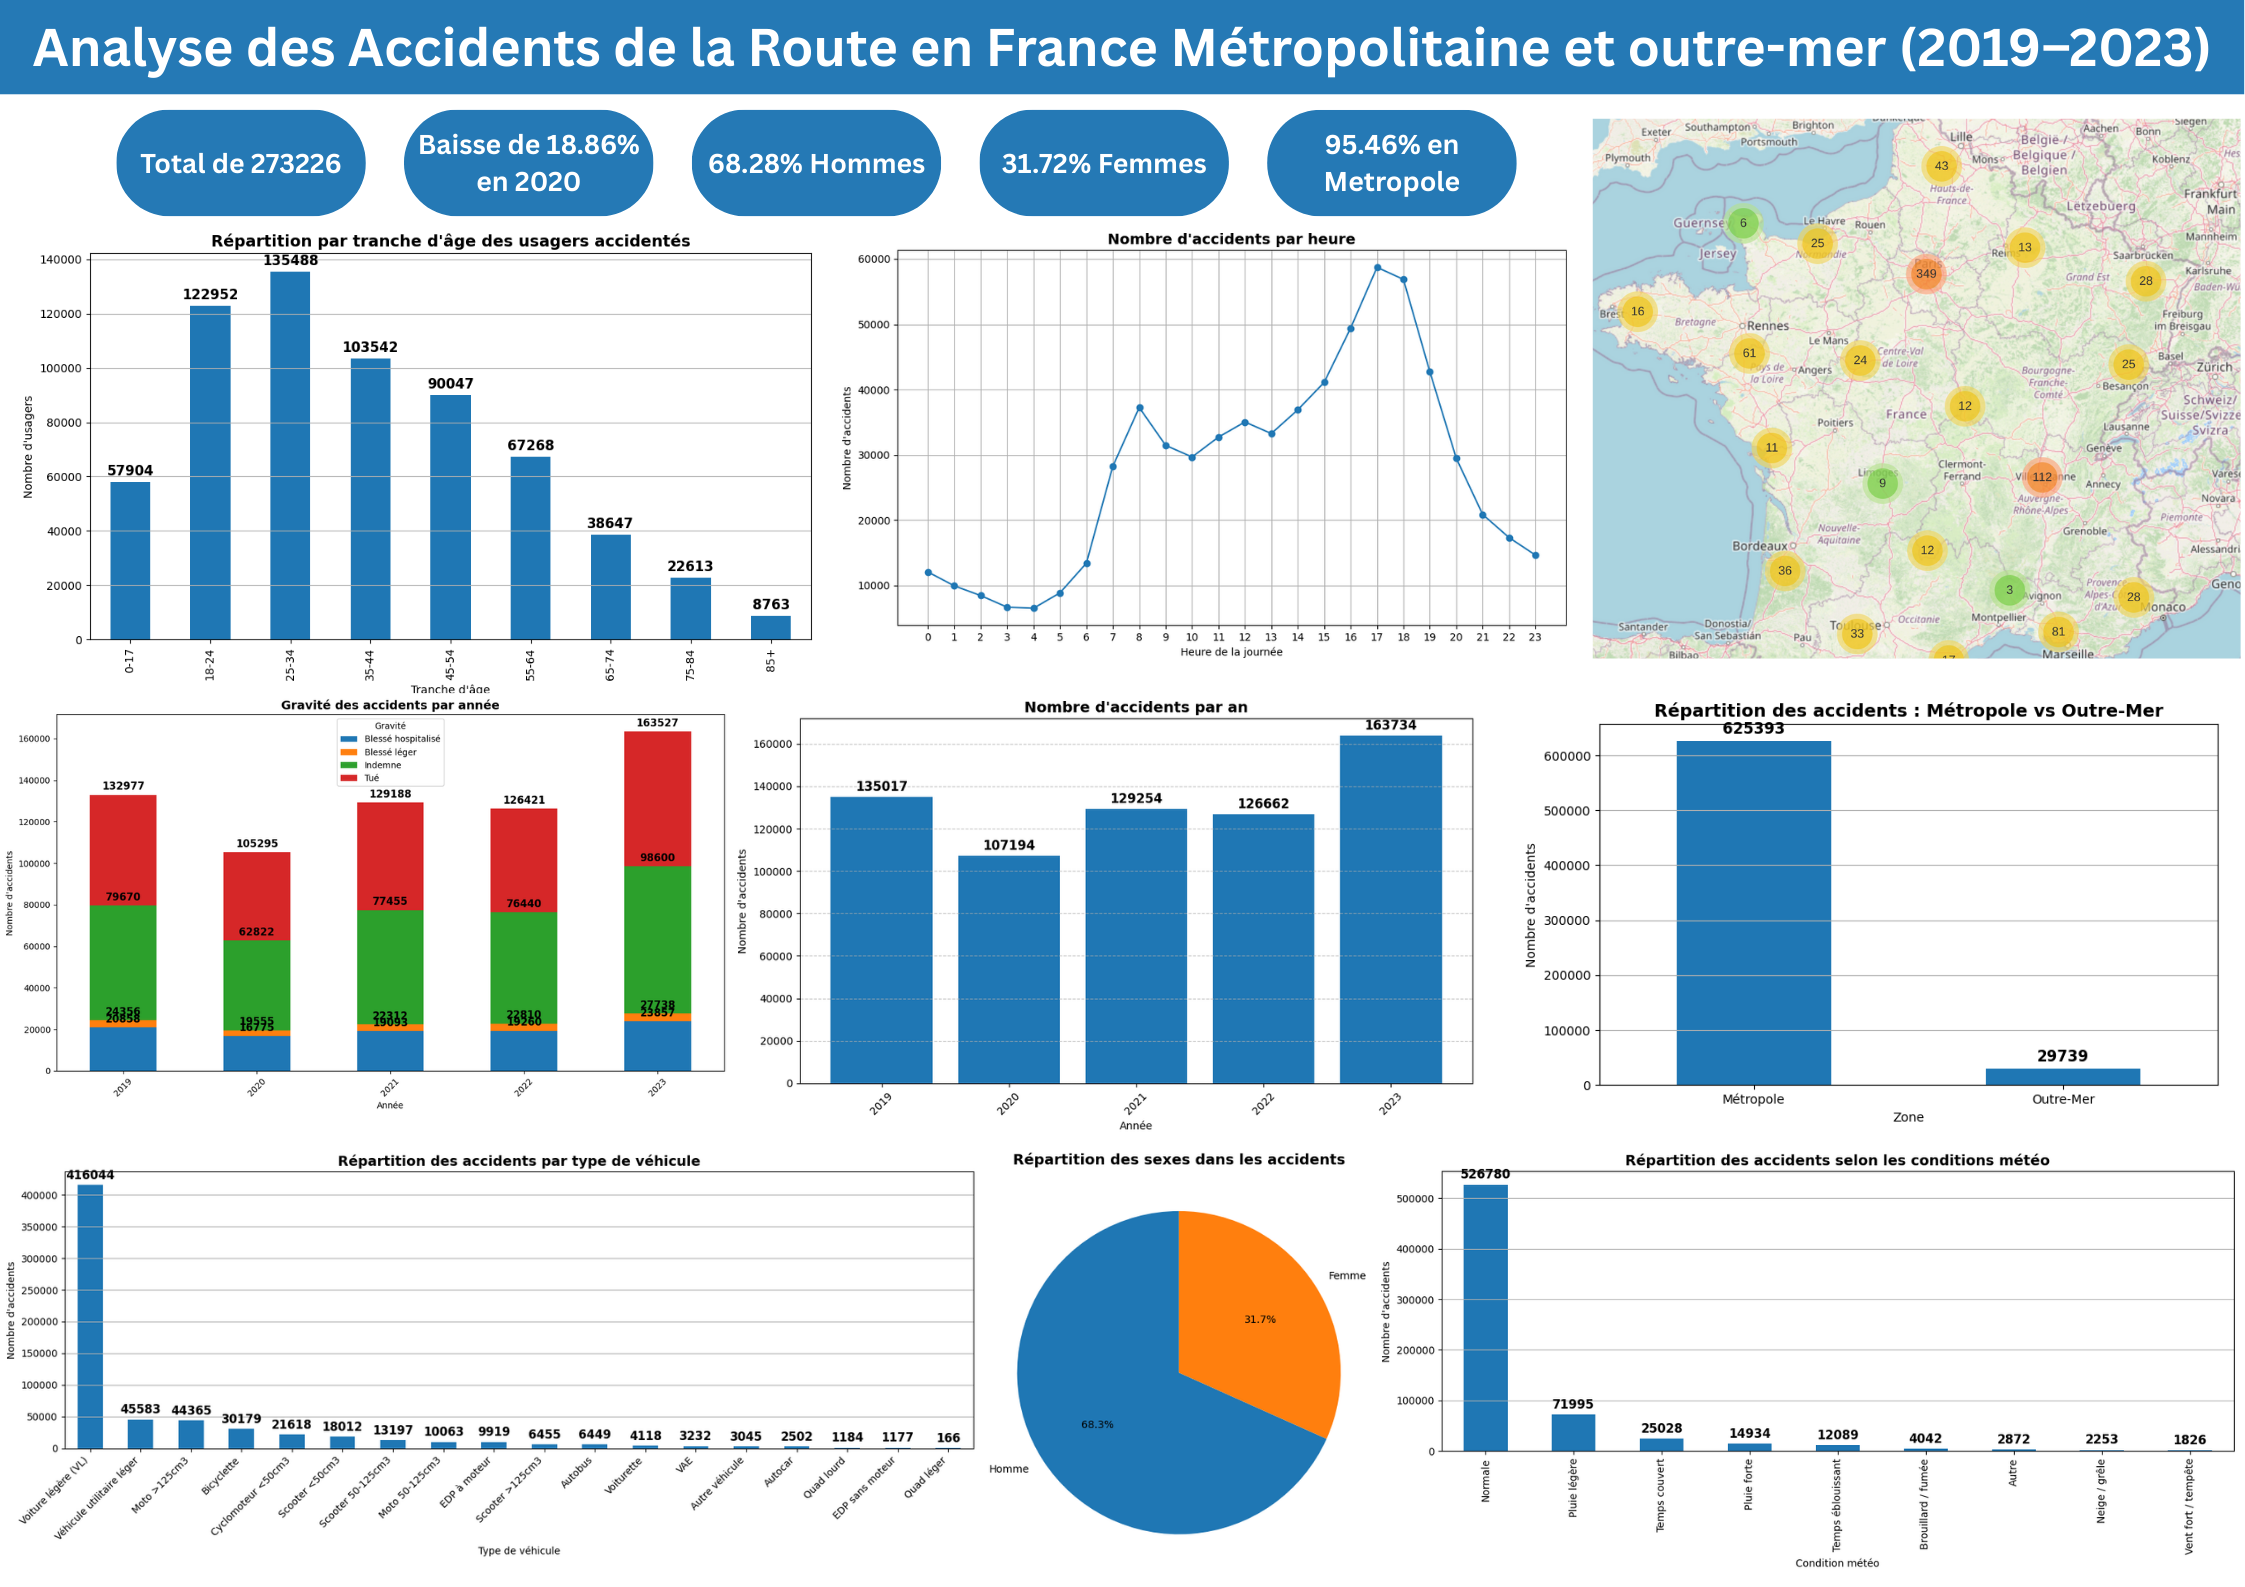 Analyse des Accidents de la Route en France Métropolitaine et outre-mer (2019–2023)
Total de 273226
Baisse de 18.86%
en 2020
68.28% Hommes
31.72% Femmes
95.46% en
Metropole
Répartition par tranche d'âge des usagers accidentés
Nombre d'usagers
140000
120000
100000
80000
60000
40000
20000
0
57904
122952
135488
103542
90047
67268
38647
22613
8763
0-17
18-24
25-34
35-44
45-54
55-64
65-74
75-84
85+
Tranche d'âge
Nombre d'accidents par heure
Nombre d'accidents
60000
50000
40000
30000
20000
10000
0 1 2 3 4 5 6 7 8 9 10 11 12 13 14 15 16 17 18 19 20 21 22 23
Heure de la journée
Exeter
Southampton
Brighton
Portsmouth
Plymouth
Lille
Mons
België /
Belgique /
Belgien
Aachen
Bonn
Siegen
Koblenz
Frankfurt
Main
Hauts-de-
France
Lëtzebuerg
Mannheim
Guernse
Jersey
Le Havre
Rouen
Normandie
Saarbrücken
Karlsruhe
Grand Est
Freiburg
im Breisgau
Bretagne
Rennes
Le Mans
Pays de
la Loire
Angers
Centre-Val
de Loire
Bourgogne-
Franche-
Comté
Basel
Besançon
Zürich
Schweiz/
Suisse/Svizze
Svizra
France
Poitiers
Lausanne
Genève
Clermont-
Ferrand
Annecy
Auvergne-
Rhône-Alpes
Novara
Piemonte
Nouvelle-
Aquitaine
Grenoble
Bordeaux
Alessandri
Geno
Avignon
Monaco
Montpellier
Occitanie
Toulouse
Santander
Donostia/
San Sebastián
Pau
Bilbao
Marseille
43
6
25
13
349
28
16
61
24
25
12
11
9
112
12
36
3
28
33
81
Gravité des accidents par année
Nombre d'accidents
160000
140000
120000
100000
80000
60000
40000
20000
0
Gravité
Blessé hospitalisé
Blessé léger
Indemne
Tué
132977
79670
24356
20858
105295
62822
19555
16775
129188
77455
22312
19093
126421
76440
22810
19260
163527
98600
27738
23857
2019
2020
2021
2022
2023
Année
Nombre d'accidents par an
Nombre d'accidents
160000
140000
120000
100000
80000
60000
40000
20000
0
135017
107194
129254
126662
163734
2019
2020
2021
2022
2023
Année
Répartition des accidents : Métropole vs Outre-Mer
Nombre d'accidents
600000
500000
400000
300000
200000
100000
0
625393
29739
Métropole
Outre-Mer
Zone
Répartition des accidents par type de véhicule
Nombre d'accidents
400000
350000
300000
250000
200000
150000
100000
50000
0
416044
45583
44365
30179
21618
18012
13197
10063
9919
6455
6449
4118
3232
3045
2502
1184
1177
166
Voiture légère (VL)
Véhicule utilitaire léger
Moto >125cm3
Bicyclette
Cyclomoteur <50cm3
Scooter <50cm3
Scooter 50-125cm3
Moto 50-125cm3
EDP à moteur
Scooter >125cm3
Autobus
Voiturette
VAE
Autre véhicule
Autocar
Quad lourd
EDP sans moteur
Quad léger
Type de véhicule
Répartition des sexes dans les accidents
Femme
31.7%
68.3%
Homme
Répartition des accidents selon les conditions météo
Nombre d'accidents
500000
400000
300000
200000
100000
0
526780
71995
25028
14934
12089
4042
2872
2253
1826
Normale
Pluie légère
Temps couvert
Pluie forte
Temps éblouissant
Brouillard / fumée
Autre
Neige / grêle
Vent fort / tempête
Condition météo